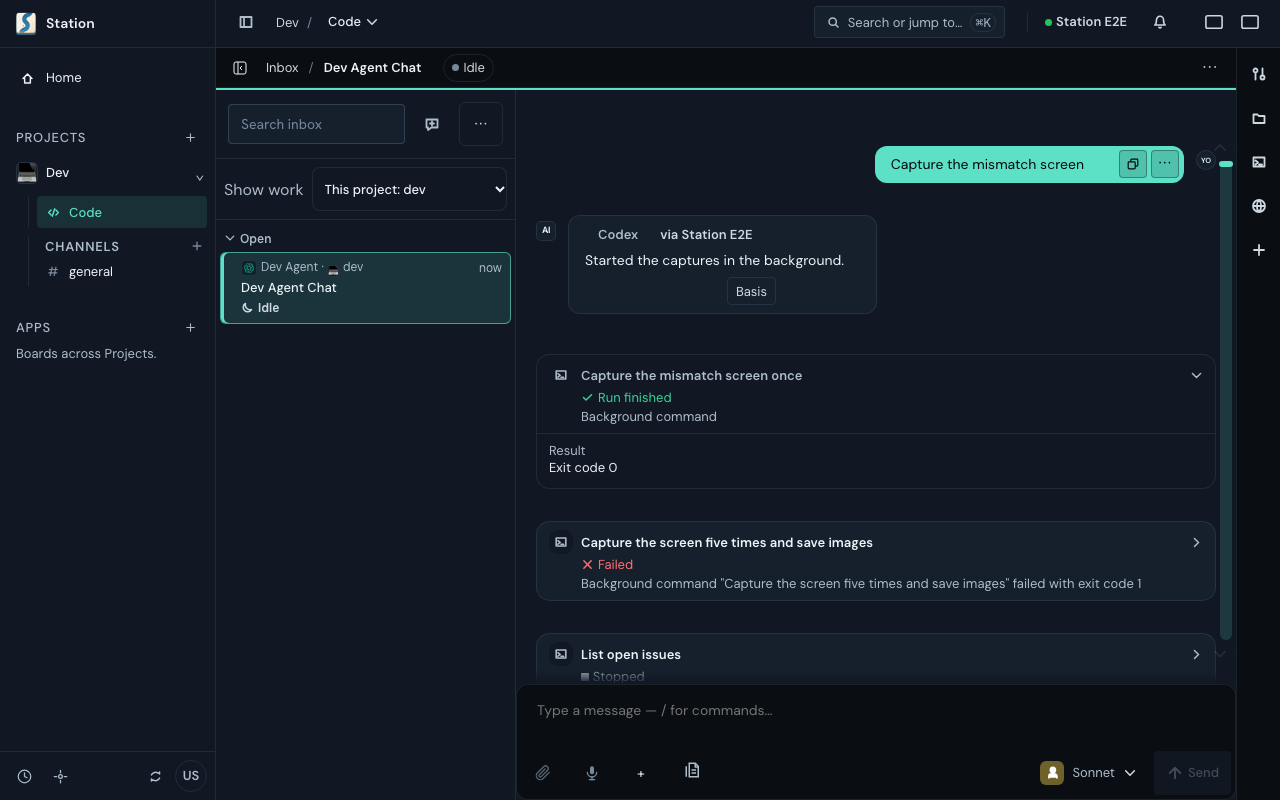 Station
Dev / Code
Search or jump to... ⌘K
Station E2E
Home
PROJECTS +
Dev
Code
CHANNELS +
# general
APPS +
Boards across Projects.
US
Inbox / Dev Agent Chat
Idle
...
Search inbox
...
Show work
This project: dev
Open
Dev Agent · dev
now
Dev Agent Chat
Idle
Capture the mismatch screen
...
YO
AI
Codex via Station E2E
Started the captures in the background.
Basis
Capture the mismatch screen once
Run finished
Background command
Result
Exit code 0
Capture the screen five times and save images
Failed
Background command "Capture the screen five times and save images" failed with exit code 1
List open issues
Stopped
Type a message — / for commands...
+
Sonnet
Send